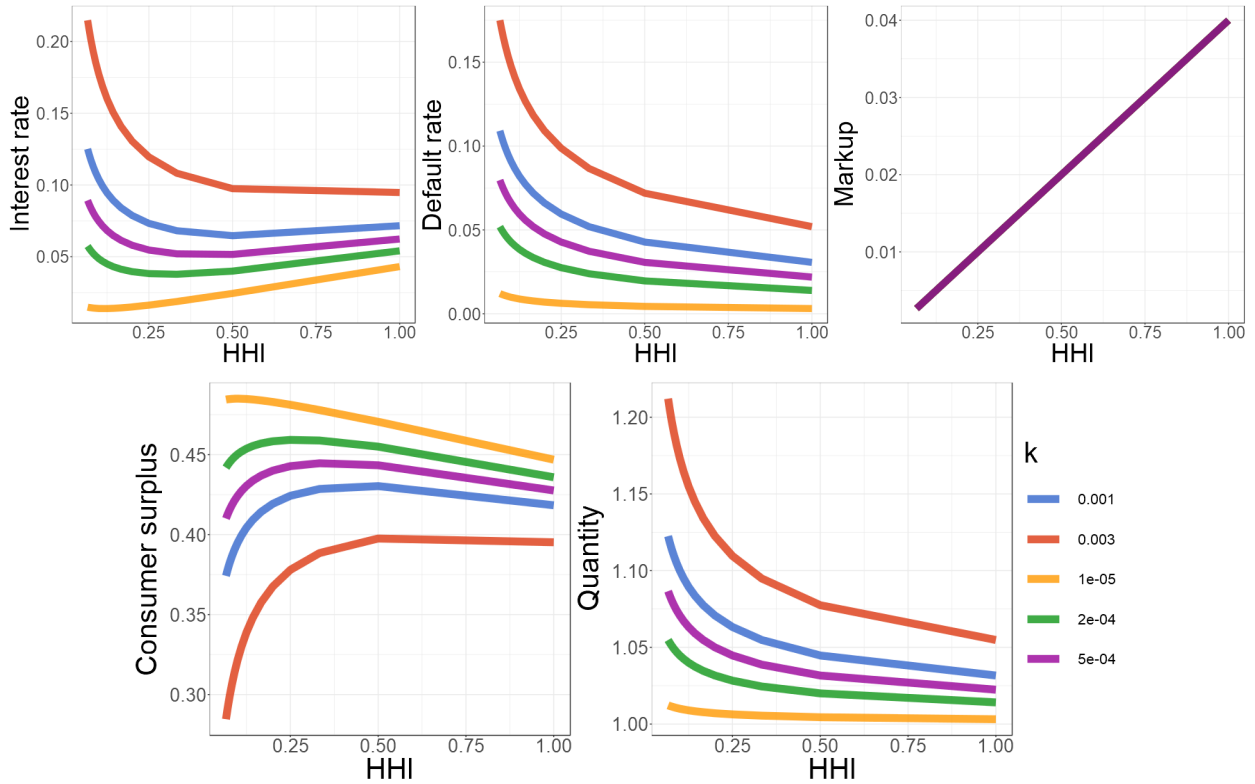 Interest rate
0.20
0.15
0.10
0.05
0.25 0.50 0.75 1.00
HHI
Default rate
0.15
0.10
0.05
0.00
0.25 0.50 0.75 1.00
HHI
Markup
0.04
0.03
0.02
0.01
0.25 0.50 0.75 1.00
HHI
Consumer surplus
0.45
0.40
0.35
0.30
0.25 0.50 0.75 1.00
HHI
Quantity
1.20
1.15
1.10
1.05
1.00
0.25 0.50 0.75 1.00
HHI
k
0.001
0.003
1e-05
2e-04
5e-04